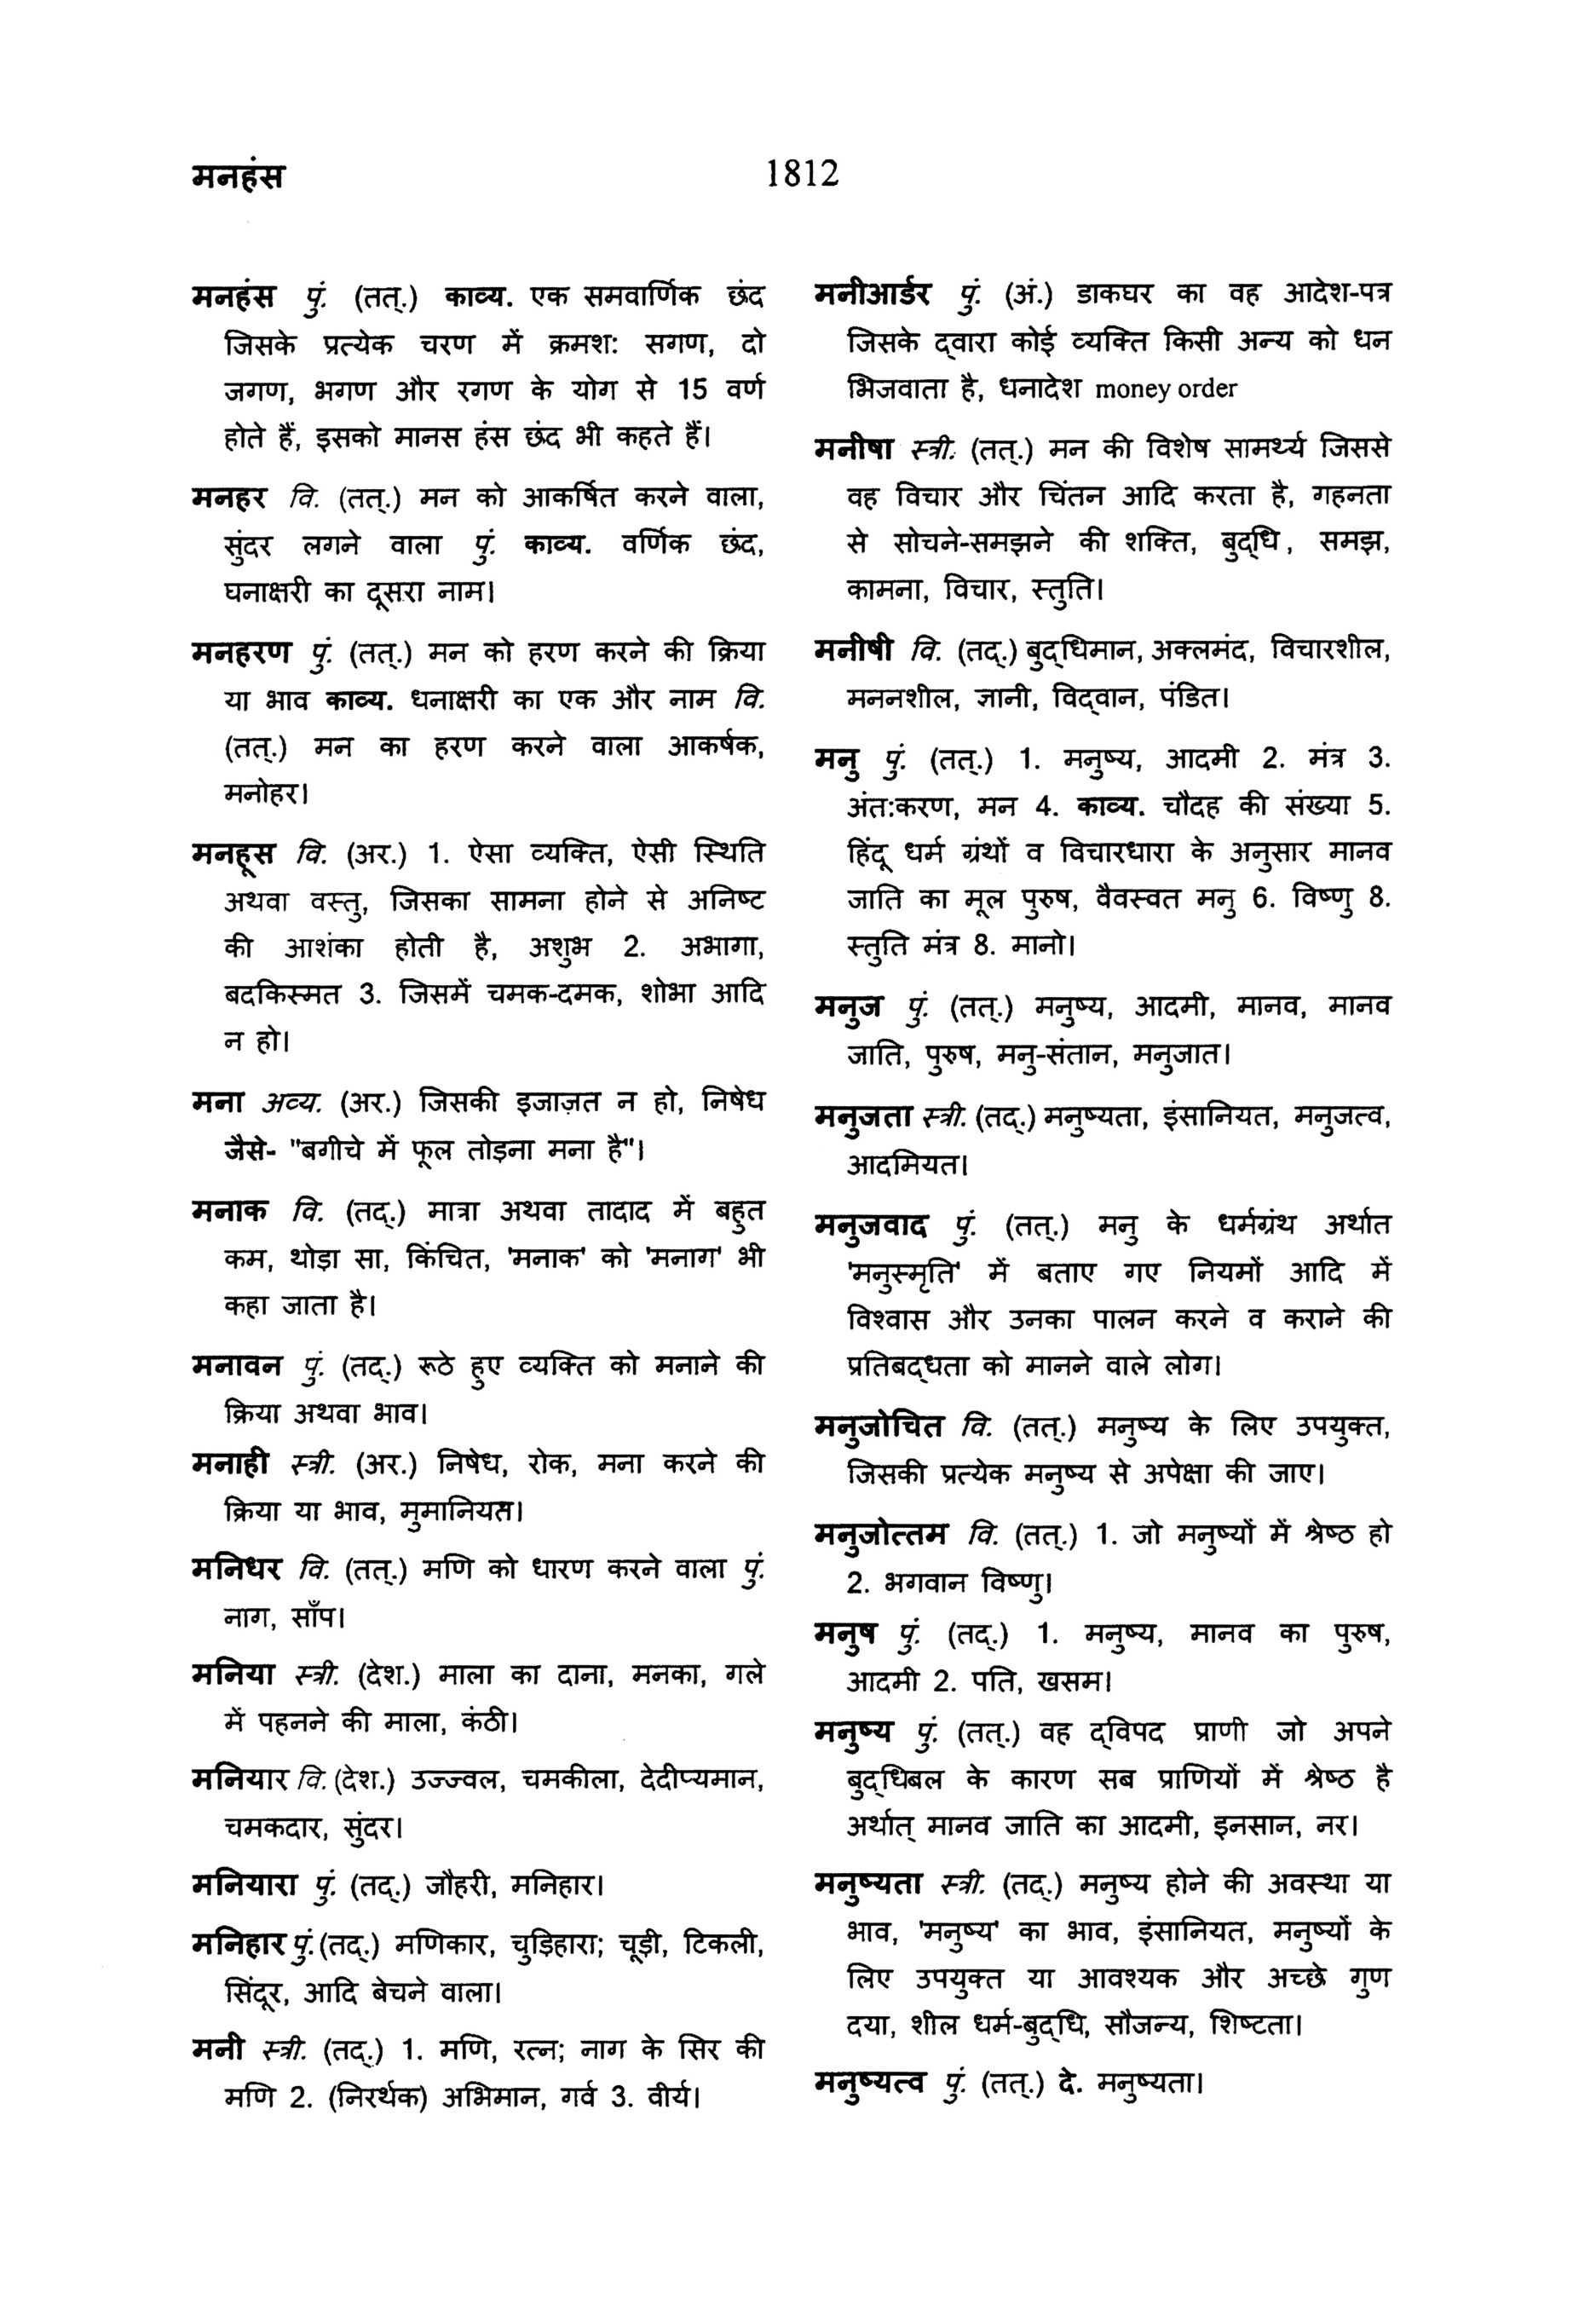 मनहंस
1812
मनहंस पुं. (तत्.) काव्य. एक समवार्णिक छंद
जिसके प्रत्येक चरण में क्रमश: सगण, दो
जगण, भगण और रगण के योग से 15 वर्ण
होते हैं, इसको मानस हंस छंद भी कहते हैं।
मनहर वि. (तत्.) मन को आकर्षित करने वाला,
सुंदर लगने वाला पुं. काव्य. वर्णिक छंद,
घनाक्षरी का दूसरा नाम।
मनहरण पुं. (तत्.) मन को हरण करने की क्रिया
या भाव काव्य. धनाक्षरी का एक और नाम वि.
(तत्.) मन का हरण करने वाला आकर्षक,
मनोहर।
मनहूस वि. (अर.) 1. ऐसा व्यक्ति, ऐसी स्थिति
अथवा वस्तु, जिसका सामना होने से अनिष्ट
की आशंका होती है, अशुभ 2. अभागा,
बदकिस्मत 3. जिसमें चमक-दमक, शोभा आदि
न हो।
मना अव्य. (अर.) जिसकी इजाज़त न हो, निषेध
जैसे- "बगीचे में फूल तोड़ना मना है"।
मनाक वि. (तद्.) मात्रा अथवा तादाद में बहुत
कम, थोड़ा सा, किंचित, 'मनाक' को 'मनाग' भी
कहा जाता है।
मनावन पुं. (तद्.) रूठे हुए व्यक्ति को मनाने की
क्रिया अथवा भाव।
मनाही स्त्री. (अर.) निषेध, रोक, मना करने की
क्रिया या भाव, मुमानियत।
मनिधर वि. (तत्.) मणि को धारण करने वाला पुं.
नाग, साँप।
मनिया स्त्री. (देश.) माला का दाना, मनका, गले
में पहनने की माला, कंठी।
मनियार वि. (देश.) उज्ज्वल, चमकीला, देदीप्यमान,
चमकदार, सुंदर।
मनियारा पुं. (तद्.) जौहरी, मनिहार।
मनिहार पुं. (तद्.) मणिकार, चुड़िहारा; चूड़ी, टिकली,
सिंदूर, आदि बेचने वाला।
मनी स्त्री. (तद्.) 1. मणि, रत्न; नाग के सिर की
मणि 2. (निरर्थक) अभिमान, गर्व 3. वीर्य।
मनीआर्डर पुं. (अं.) डाकघर का वह आदेश-पत्र
जिसके द्वारा कोई व्यक्ति किसी अन्य को धन
भिजवाता है, धनादेश money order
मनीषा स्त्री. (तत्.) मन की विशेष सामर्थ्य जिससे
वह विचार और चिंतन आदि करता है, गहनता
से सोचने-समझने की शक्ति, बुद्धि, समझ,
कामना, विचार, स्तुति।
मनीषी वि. (तद्.) बुद्धिमान, अक्लमंद, विचारशील,
मननशील, ज्ञानी, विद्वान, पंडित।
मनु पुं. (तत्.) 1. मनुष्य, आदमी 2. मंत्र 3.
अंत:करण, मन 4. काव्य. चौदह की संख्या 5.
हिंदू धर्म ग्रंथों व विचारधारा के अनुसार मानव
जाति का मूल पुरुष, वैवस्वत मनु 6. विष्णु 8.
स्तुति मंत्र 8. मानो।
मनुज पुं. (तत्.) मनुष्य, आदमी, मानव, मानव
जाति, पुरुष, मनु-संतान, मनुजात।
मनुजता स्त्री. (तद्.) मनुष्यता, इंसानियत, मनुजत्व,
आदमियत।
मनुजवाद पुं. (तत्.) मनु के धर्मग्रंथ अर्थात
'मनुस्मृति' में बताए गए नियमों आदि में
विश्वास और उनका पालन करने व कराने की
प्रतिबद्धता को मानने वाले लोग।
मनुजोचित वि. (तत्.) मनुष्य के लिए उपयुक्त,
जिसकी प्रत्येक मनुष्य से अपेक्षा की जाए।
मनुजोत्तम वि. (तत्.) 1. जो मनुष्यों में श्रेष्ठ हो
2. भगवान विष्णु।
मनुष पुं. (तद्.) 1. मनुष्य, मानव का पुरुष,
आदमी 2. पति, खसम।
मनुष्य पुं. (तत्.) वह द्विपद प्राणी जो अपने
बुद्धिबल के कारण सब प्राणियों में श्रेष्ठ है
अर्थात् मानव जाति का आदमी, इनसान, नर।
मनुष्यता स्त्री. (तद्.) मनुष्य होने की अवस्था या
भाव, 'मनुष्य' का भाव, इंसानियत, मनुष्यों के
लिए उपयुक्त या आवश्यक और अच्छे गुण
दया, शील धर्म-बुद्धि, सौजन्य, शिष्टता।
मनुष्यत्व पुं. (तत्.) दे. मनुष्यता।